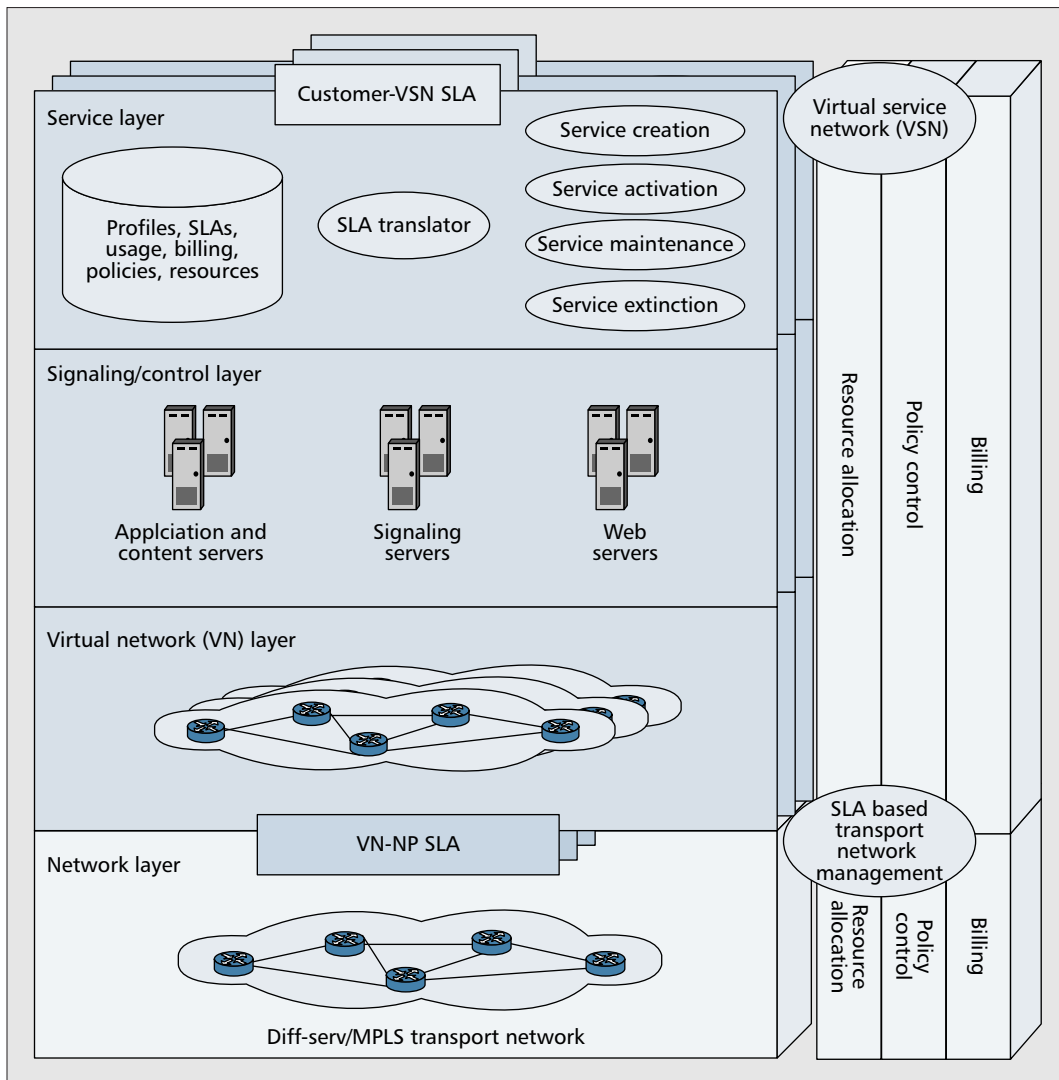 Customer-VSN SLA
Service layer
Profiles, SLAs,
usage, billing,
policies, resources
SLA translator
Service creation
Service activation
Service maintenance
Service extinction
Virtual service
network (VSN)
Signaling/control layer
Applciation and
content servers
Signaling
servers
Web
servers
Resource allocation
Policy control
Billing
Virtual network (VN) layer
VN-NP SLA
SLA based
transport
network
management
Network layer
Diff-serv/MPLS transport network
Resource
allocation
Policy
control
Billing